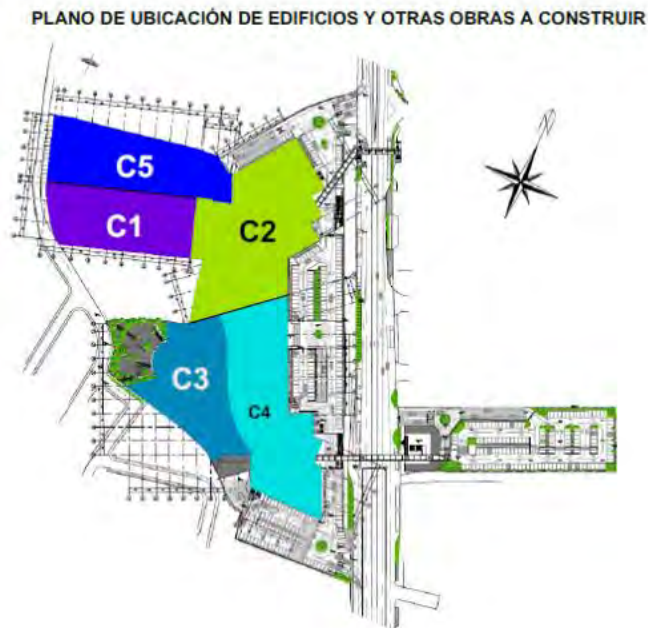 PLANO DE UBICACIÓN DE EDIFICIOS Y OTRAS OBRAS A CONSTRUIR
C5
C1
C2
C3
C4